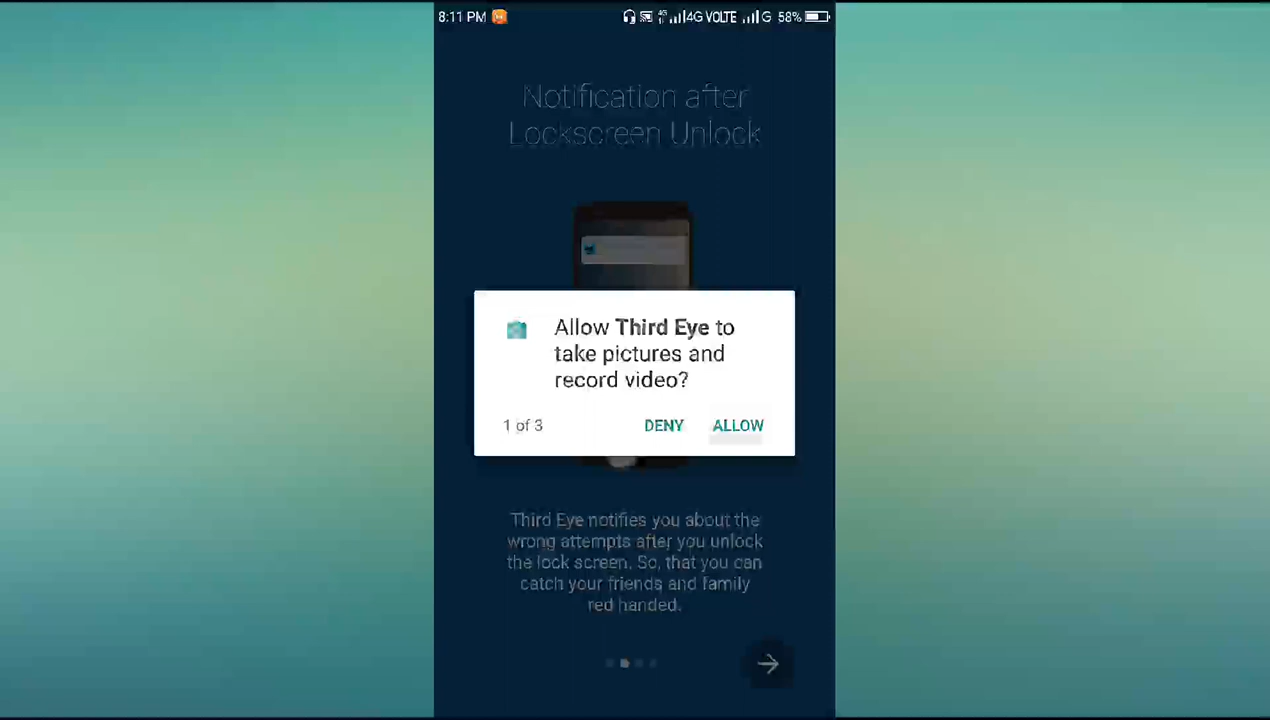 8:11 PM 4G 4G VOLTE G 58%
Notification after
Lockscreen Unlock
Allow Third Eye to
take pictures and
record video?
1 of 3 DENY ALLOW
Third Eye notifies you about the
wrong attempts after you unlock
the lock screen. So, that you can
catch your friends and family
red handed.